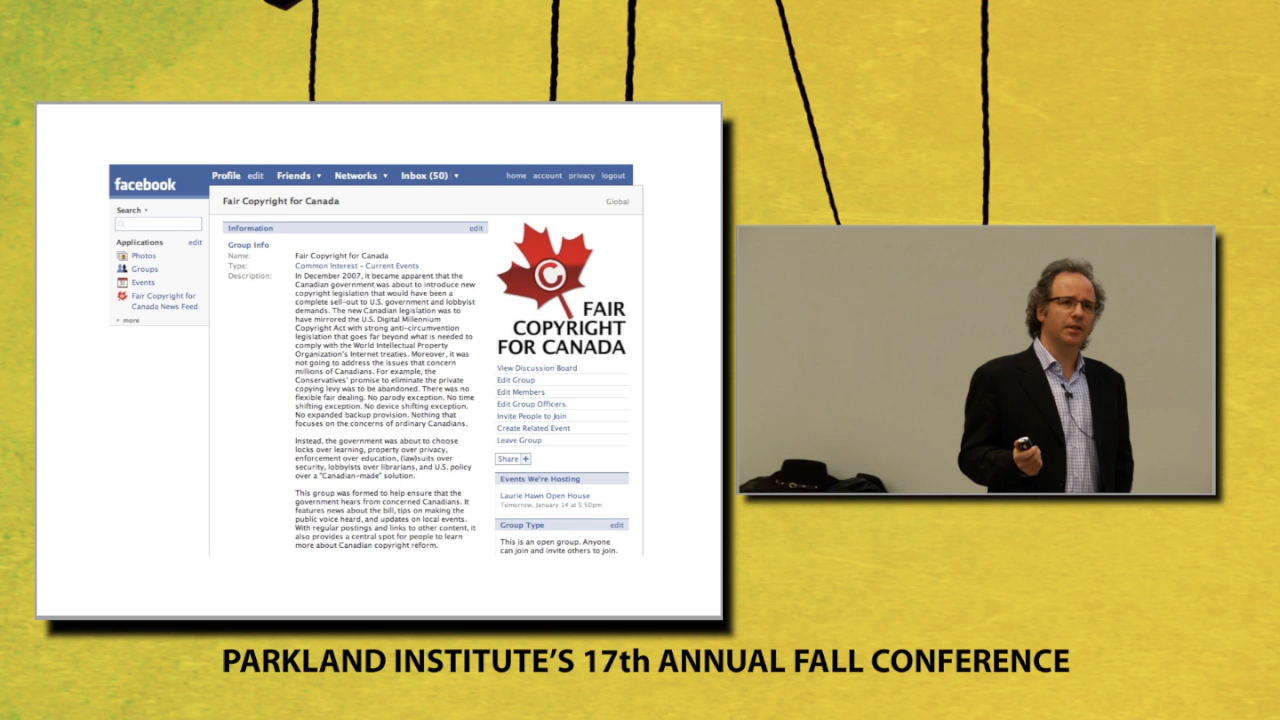 facebook
Profile edit Friends Networks Inbox (50) home account privacy logout
Search
Applications edit
Photos
Groups
Events
Fair Copyright for
Canada News Feed
more
Fair Copyright for Canada Global
Information edit
Group Info
Name: Fair Copyright for Canada
Type: Common Interest - Current Events
Description: In December 2007, it became apparent that the
Canadian government was about to introduce new
copyright legislation that would have been a
complete sell-out to U.S. government and lobbyist
demands. The new Canadian legislation was to
have mirrored the U.S. Digital Millennium
Copyright Act with strong anti-circumvention
legislation that goes far beyond what is needed to
comply with the World Intellectual Property
Organization's Internet treaties. Moreover, it was
not going to address the issues that concern
millions of Canadians. For example, the
Conservatives' promise to eliminate the private
copying levy was to be abandoned. There was no
flexible fair dealing. No parody exception. No time
shifting exception. No device shifting exception.
No expanded backup provision. Nothing that
focuses on the concerns of ordinary Canadians.
Instead, the government was about to choose
locks over learning, property over privacy,
enforcement over education, (law)suits over
security, lobbyists over librarians, and U.S. policy
over a "Canadian-made" solution.
This group was formed to help ensure that the
government hears from concerned Canadians. It
features news about the bill, tips on making the
public voice heard, and updates on local events.
With regular postings and links to other content, it
also provides a central spot for people to learn
more about Canadian copyright reform.
C
FAIR
COPYRIGHT
FOR CANADA
View Discussion Board
Edit Group
Edit Members
Edit Group Officers
Invite People to Join
Create Related Event
Leave Group
Share +
Events We're Hosting
Laurie Hawn Open House
Tomorrow, January 14 at 5:50pm
Group Type edit
This is an open group. Anyone
can join and invite others to join.
PARKLAND INSTITUTE'S 17th ANNUAL FALL CONFERENCE